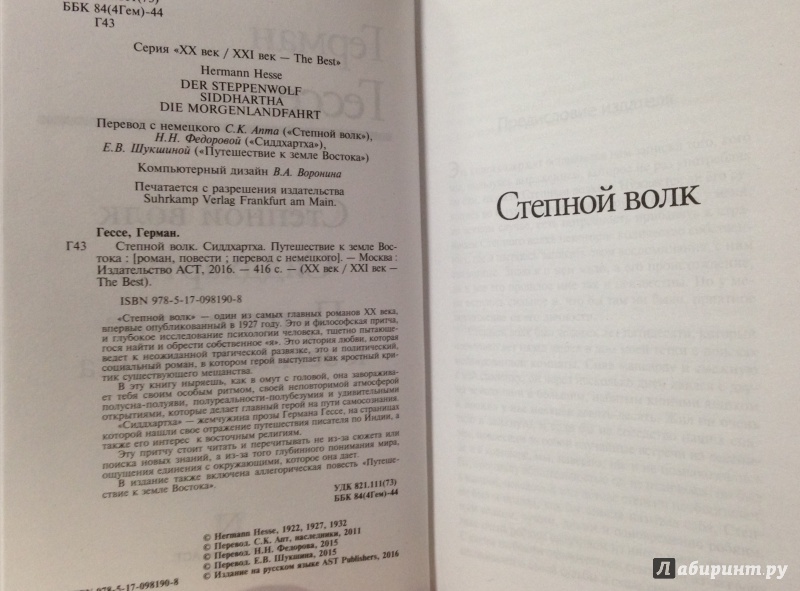 ББК 84(4Гем)-44
Г43
Серия «XX век / XXI век — The Best»
Hermann Hesse
DER STEPPENWOLF
SIDDHARTHA
DIE MORGENLANDFAHRT
Перевод с немецкого С.К. Апта («Степной волк»),
Н.Н. Федоровой («Сиддхартха»),
Е.В. Шукшиной («Путешествие к земле Востока»)
Компьютерный дизайн В.А. Воронина
Печатается с разрешения издательства
Suhrkamp Verlag Frankfurt am Main.
Гессе, Герман.
Г43 Степной волк. Сиддхартха. Путешествие к земле Вос-
тока : [роман, повести ; перевод с немецкого]. — Москва :
Издательство АСТ, 2016. — 416 с. — (XX век / XXI век —
The Best).
ISBN 978-5-17-098190-8
«Степной волк» — один из самых главных романов XX века,
впервые опубликованный в 1927 году. Это и философская притча,
и глубокое исследование психологии человека, тщетно пытающе-
гося найти и обрести собственное «я». Это история любви, которая
ведет к неожиданной трагической развязке, это и политический,
социальный роман, в котором герой выступает как яростный кри-
тик существующего мещанства.
В эту книгу ныряешь, как в омут с головой, она заворажива-
ет тебя своим особым ритмом, своей неповторимой атмосферой
полусна-полуяви, полуреальности-полубезумия и удивительными
открытиями, которые делает главный герой на пути самосознания.
«Сиддхартха» — жемчужина прозы Германа Гессе, на страницах
которой нашли свое отражение путешествия писателя по Индии, а
также его интерес к восточным религиям.
Эту притчу стоит читать и перечитывать не из-за сюжета или
поиска новых знаний, а из-за того глубинного понимания мира,
ощущения единения с окружающими, которое она дает.
В издание также включена аллегорическая повесть «Путеше-
ствие к земле Востока».
УДК 821.111(73)
ББК 84(4Гем)-44
© Hermann Hesse, 1922, 1927, 1932
© Перевод. С.К. Апт, наследники, 2011
© Перевод. Н.Н. Федорова, 2015
© Перевод. Е.В. Шукшина, 2015
© Издание на русском языке AST Publishers, 2016
ISBN 978-5-17-098190-8
Степной волк
Лабиринт.ру